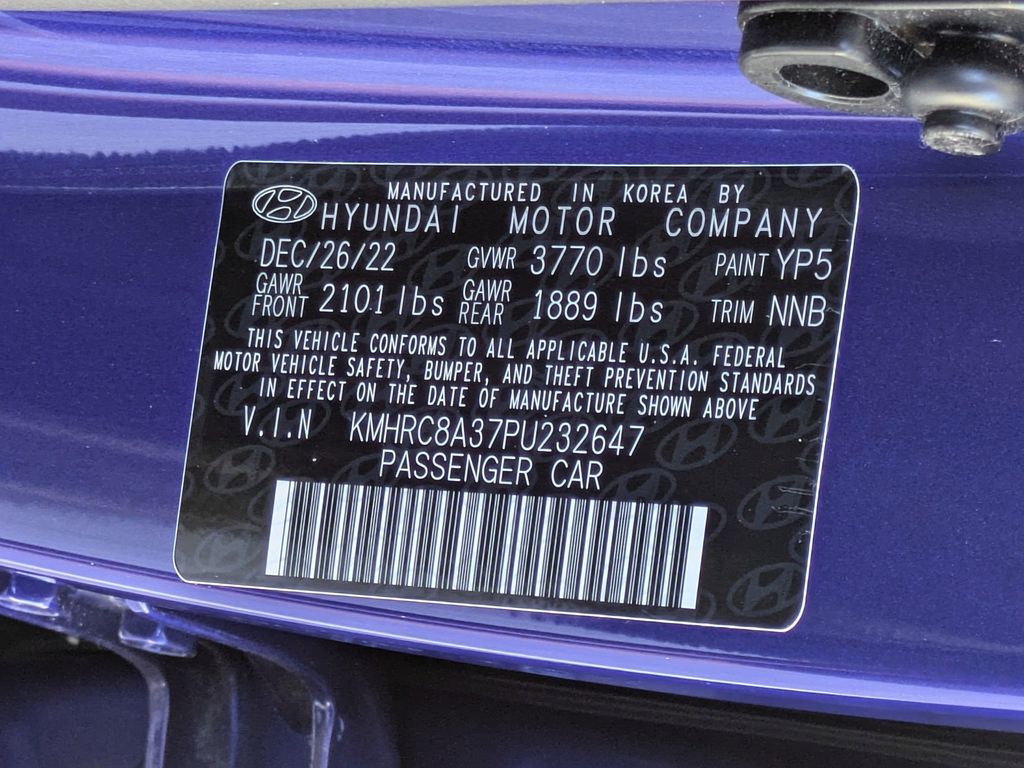 MANUFACTURED IN KOREA BY
HYUNDAI MOTOR COMPANY
DEC/26/22 GVWR 3770 lbs PAINT YP5
GAWR FRONT 2101 lbs GAWR REAR 1889 lbs TRIM NNB
THIS VEHICLE CONFORMS TO ALL APPLICABLE U.S.A. FEDERAL
MOTOR VEHICLE SAFETY, BUMPER, AND THEFT PREVENTION STANDARDS
IN EFFECT ON THE DATE OF MANUFACTURE SHOWN ABOVE
V.I.N KMHRC8A37PU232647
PASSENGER CAR